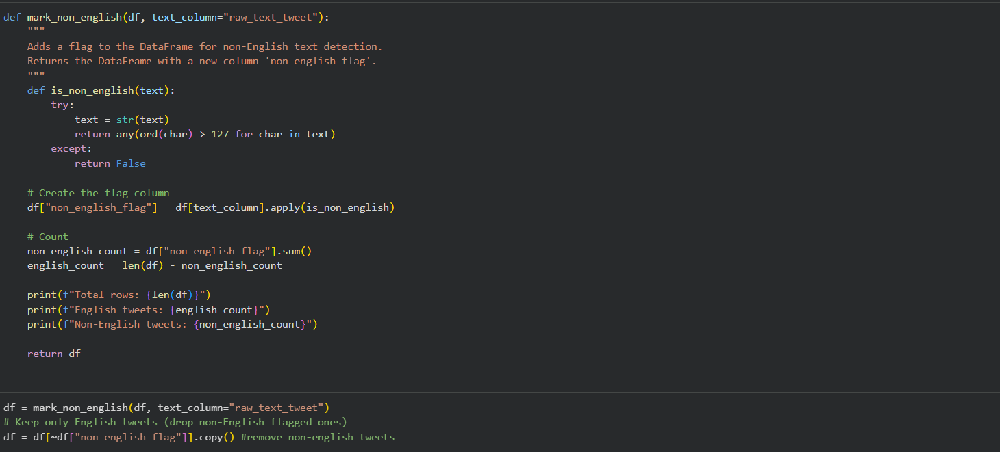 def mark_non_english(df, text_column="raw_text_tweet"):
    """
    Adds a flag to the DataFrame for non-English text detection.
    Returns the DataFrame with a new column 'non_english_flag'.
    """
    def is_non_english(text):
        try:
            text = str(text)
            return any(ord(char) > 127 for char in text)
        except:
            return False
    # Create the flag column
    df["non_english_flag"] = df[text_column].apply(is_non_english)
    # Count
    non_english_count = df["non_english_flag"].sum()
    english_count = len(df) - non_english_count
    print(f"Total rows: {len(df)}")
    print(f"English tweets: {english_count}")
    print(f"Non-English tweets: {non_english_count}")
    return df
df = mark_non_english(df, text_column="raw_text_tweet")
# Keep only English tweets (drop non-English flagged ones)
df = df[~df["non_english_flag"]].copy() #remove non-english tweets